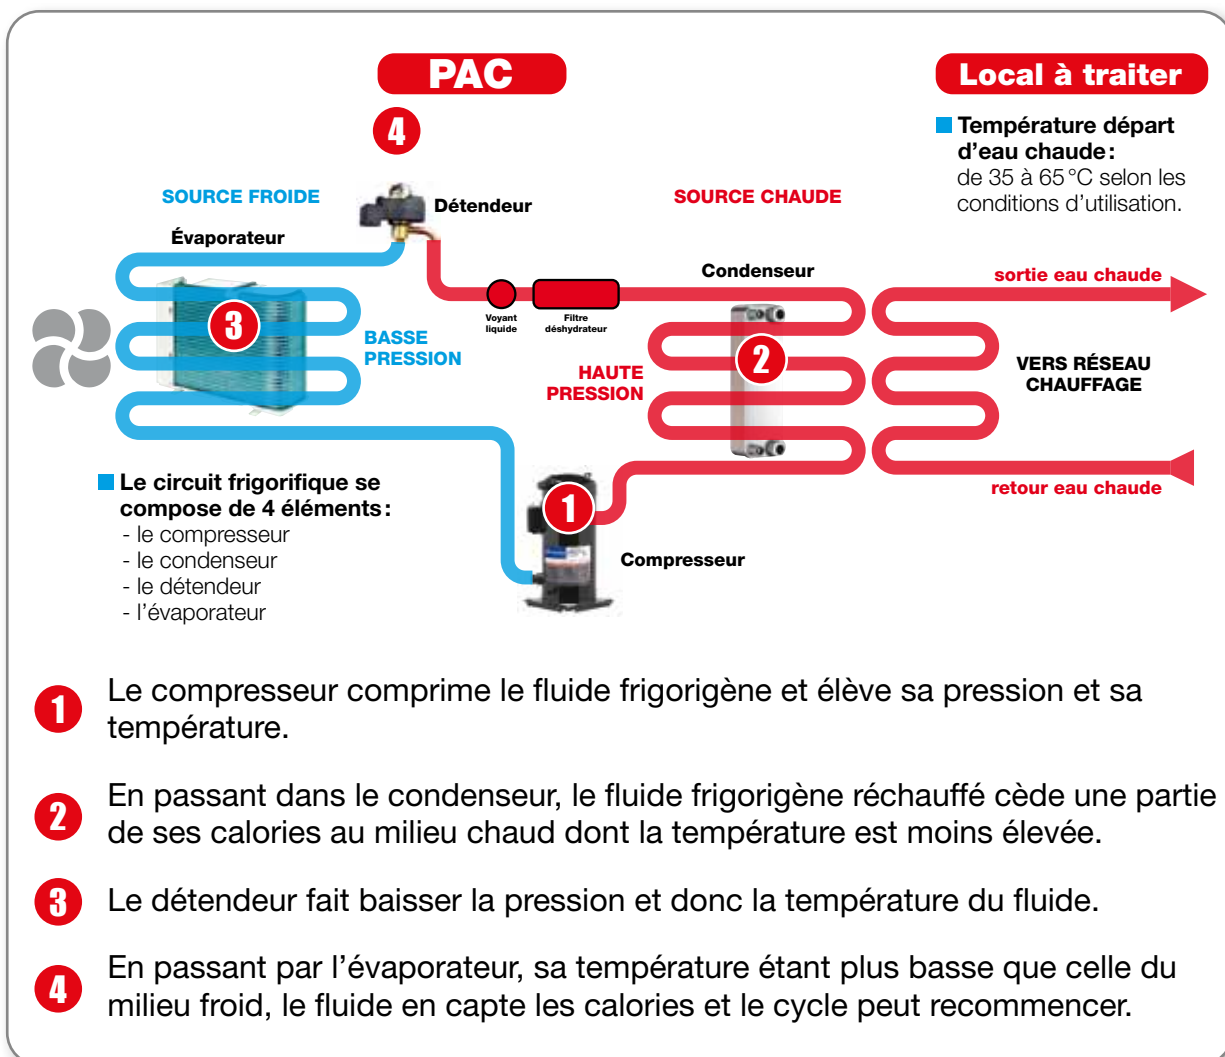 PAC
Local à traiter
4
Température départ
d'eau chaude :
de 35 à 65 °C selon les
conditions d'utilisation.
SOURCE FROIDE
Détendeur
SOURCE CHAUDE
Évaporateur
Condenseur
sortie eau chaude
Voyant
liquide
Filtre
déshydrateur
3
BASSE
PRESSION
2
HAUTE
PRESSION
VERS RÉSEAU
CHAUFFAGE
retour eau chaude
Le circuit frigorifique se
compose de 4 éléments :
- le compresseur
- le condenseur
- le détendeur
- l'évaporateur
1
Compresseur
1 Le compresseur comprime le fluide frigorigène et élève sa pression et sa
température.
2 En passant dans le condenseur, le fluide frigorigène réchauffé cède une partie
de ses calories au milieu chaud dont la température est moins élevée.
3 Le détendeur fait baisser la pression et donc la température du fluide.
4 En passant par l'évaporateur, sa température étant plus basse que celle du
milieu froid, le fluide en capte les calories et le cycle peut recommencer.